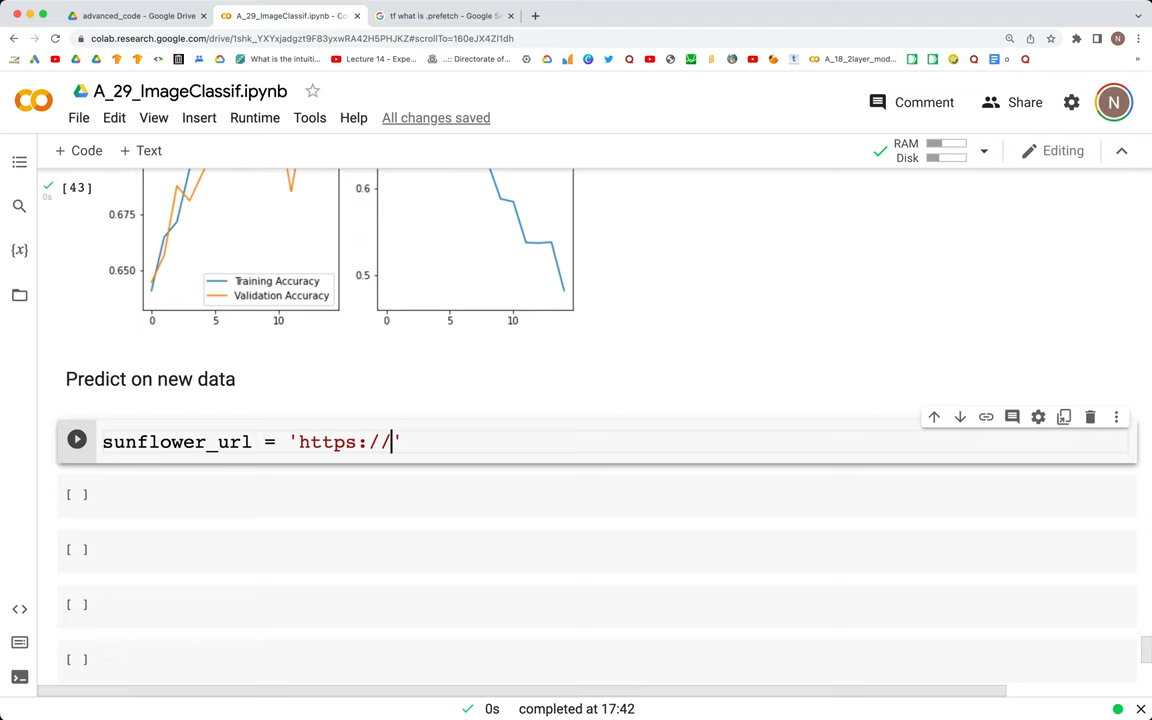 advanced_code - Google Drive
A_29_ImageClassif.ipynb - Co
tf what is .prefetch - Google Se
colab.research.google.com/drive/1shk_YXYxjadgzt9F83yxwRA42H5PHJKZ#scrollTo=160eJX4Zl1dh
What is the intuiti...
Lecture 14 - Expe...
..:: Directorate of...
A_18_2layer_mod...
A_29_ImageClassif.ipynb
Comment
Share
N
File Edit View Insert Runtime Tools Help All changes saved
+ Code + Text
RAM
Disk
Editing
[43]
0s
0.675
0.650
Training Accuracy
Validation Accuracy
0 5 10
0.6
0.5
0 5 10
Predict on new data
sunflower_url = 'https://'
[ ]
[ ]
[ ]
[ ]
0s completed at 17:42